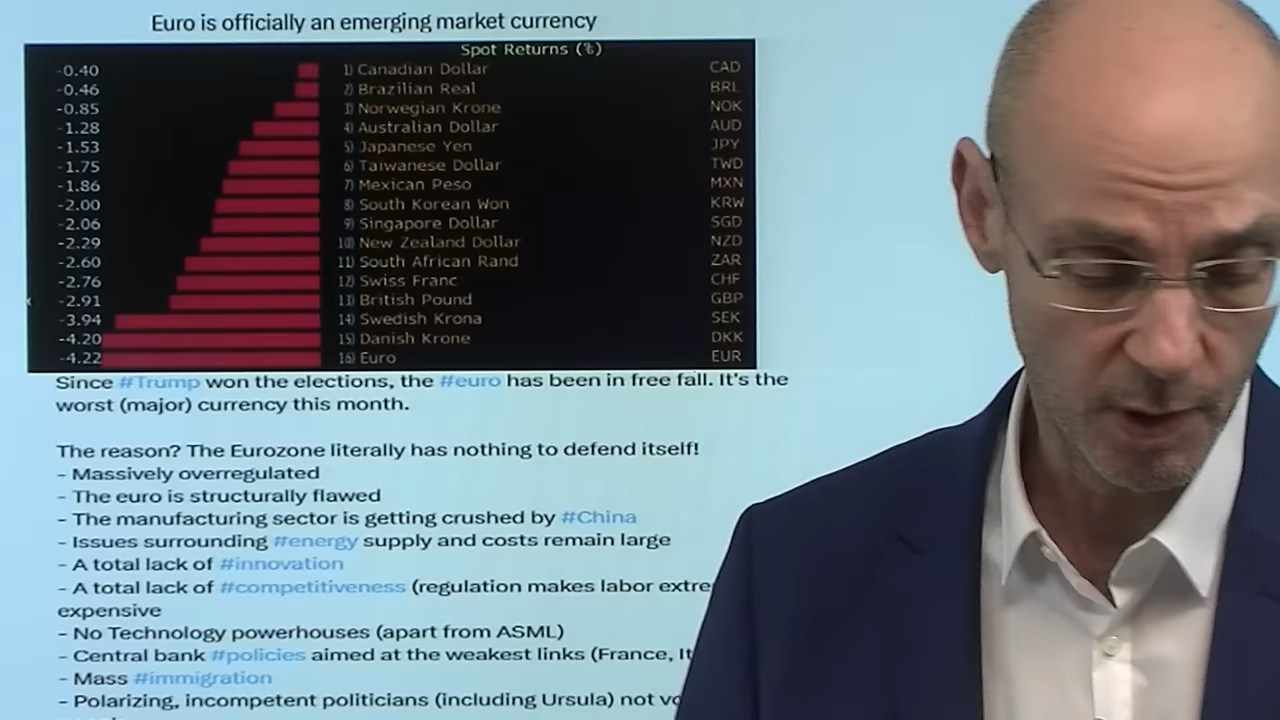 Euro is officially an emerging market currency
Spot Returns (%)
-0.40 1) Canadian Dollar CAD
-0.46 2) Brazilian Real BRL
-0.85 3) Norwegian Krone NOK
-1.28 4) Australian Dollar AUD
-1.53 5) Japanese Yen JPY
-1.75 6) Taiwanese Dollar TWD
-1.86 7) Mexican Peso MXN
-2.00 8) South Korean Won KRW
-2.06 9) Singapore Dollar SGD
-2.29 10) New Zealand Dollar NZD
-2.60 11) South African Rand ZAR
-2.76 12) Swiss Franc CHF
-2.91 13) British Pound GBP
-3.94 14) Swedish Krona SEK
-4.20 15) Danish Krone DKK
-4.22 16) Euro EUR
Since #Trump won the elections, the #euro has been in free fall. It's the
worst (major) currency this month.
The reason? The Eurozone literally has nothing to defend itself!
- Massively overregulated
- The euro is structurally flawed
- The manufacturing sector is getting crushed by #China
- Issues surrounding #energy supply and costs remain large
- A total lack of #innovation
- A total lack of #competitiveness (regulation makes labor extre
expensive
- No Technology powerhouses (apart from ASML)
- Central bank #policies aimed at the weakest links (France, It
- Mass #immigration
- Polarizing, incompetent politicians (including Ursula) not vo